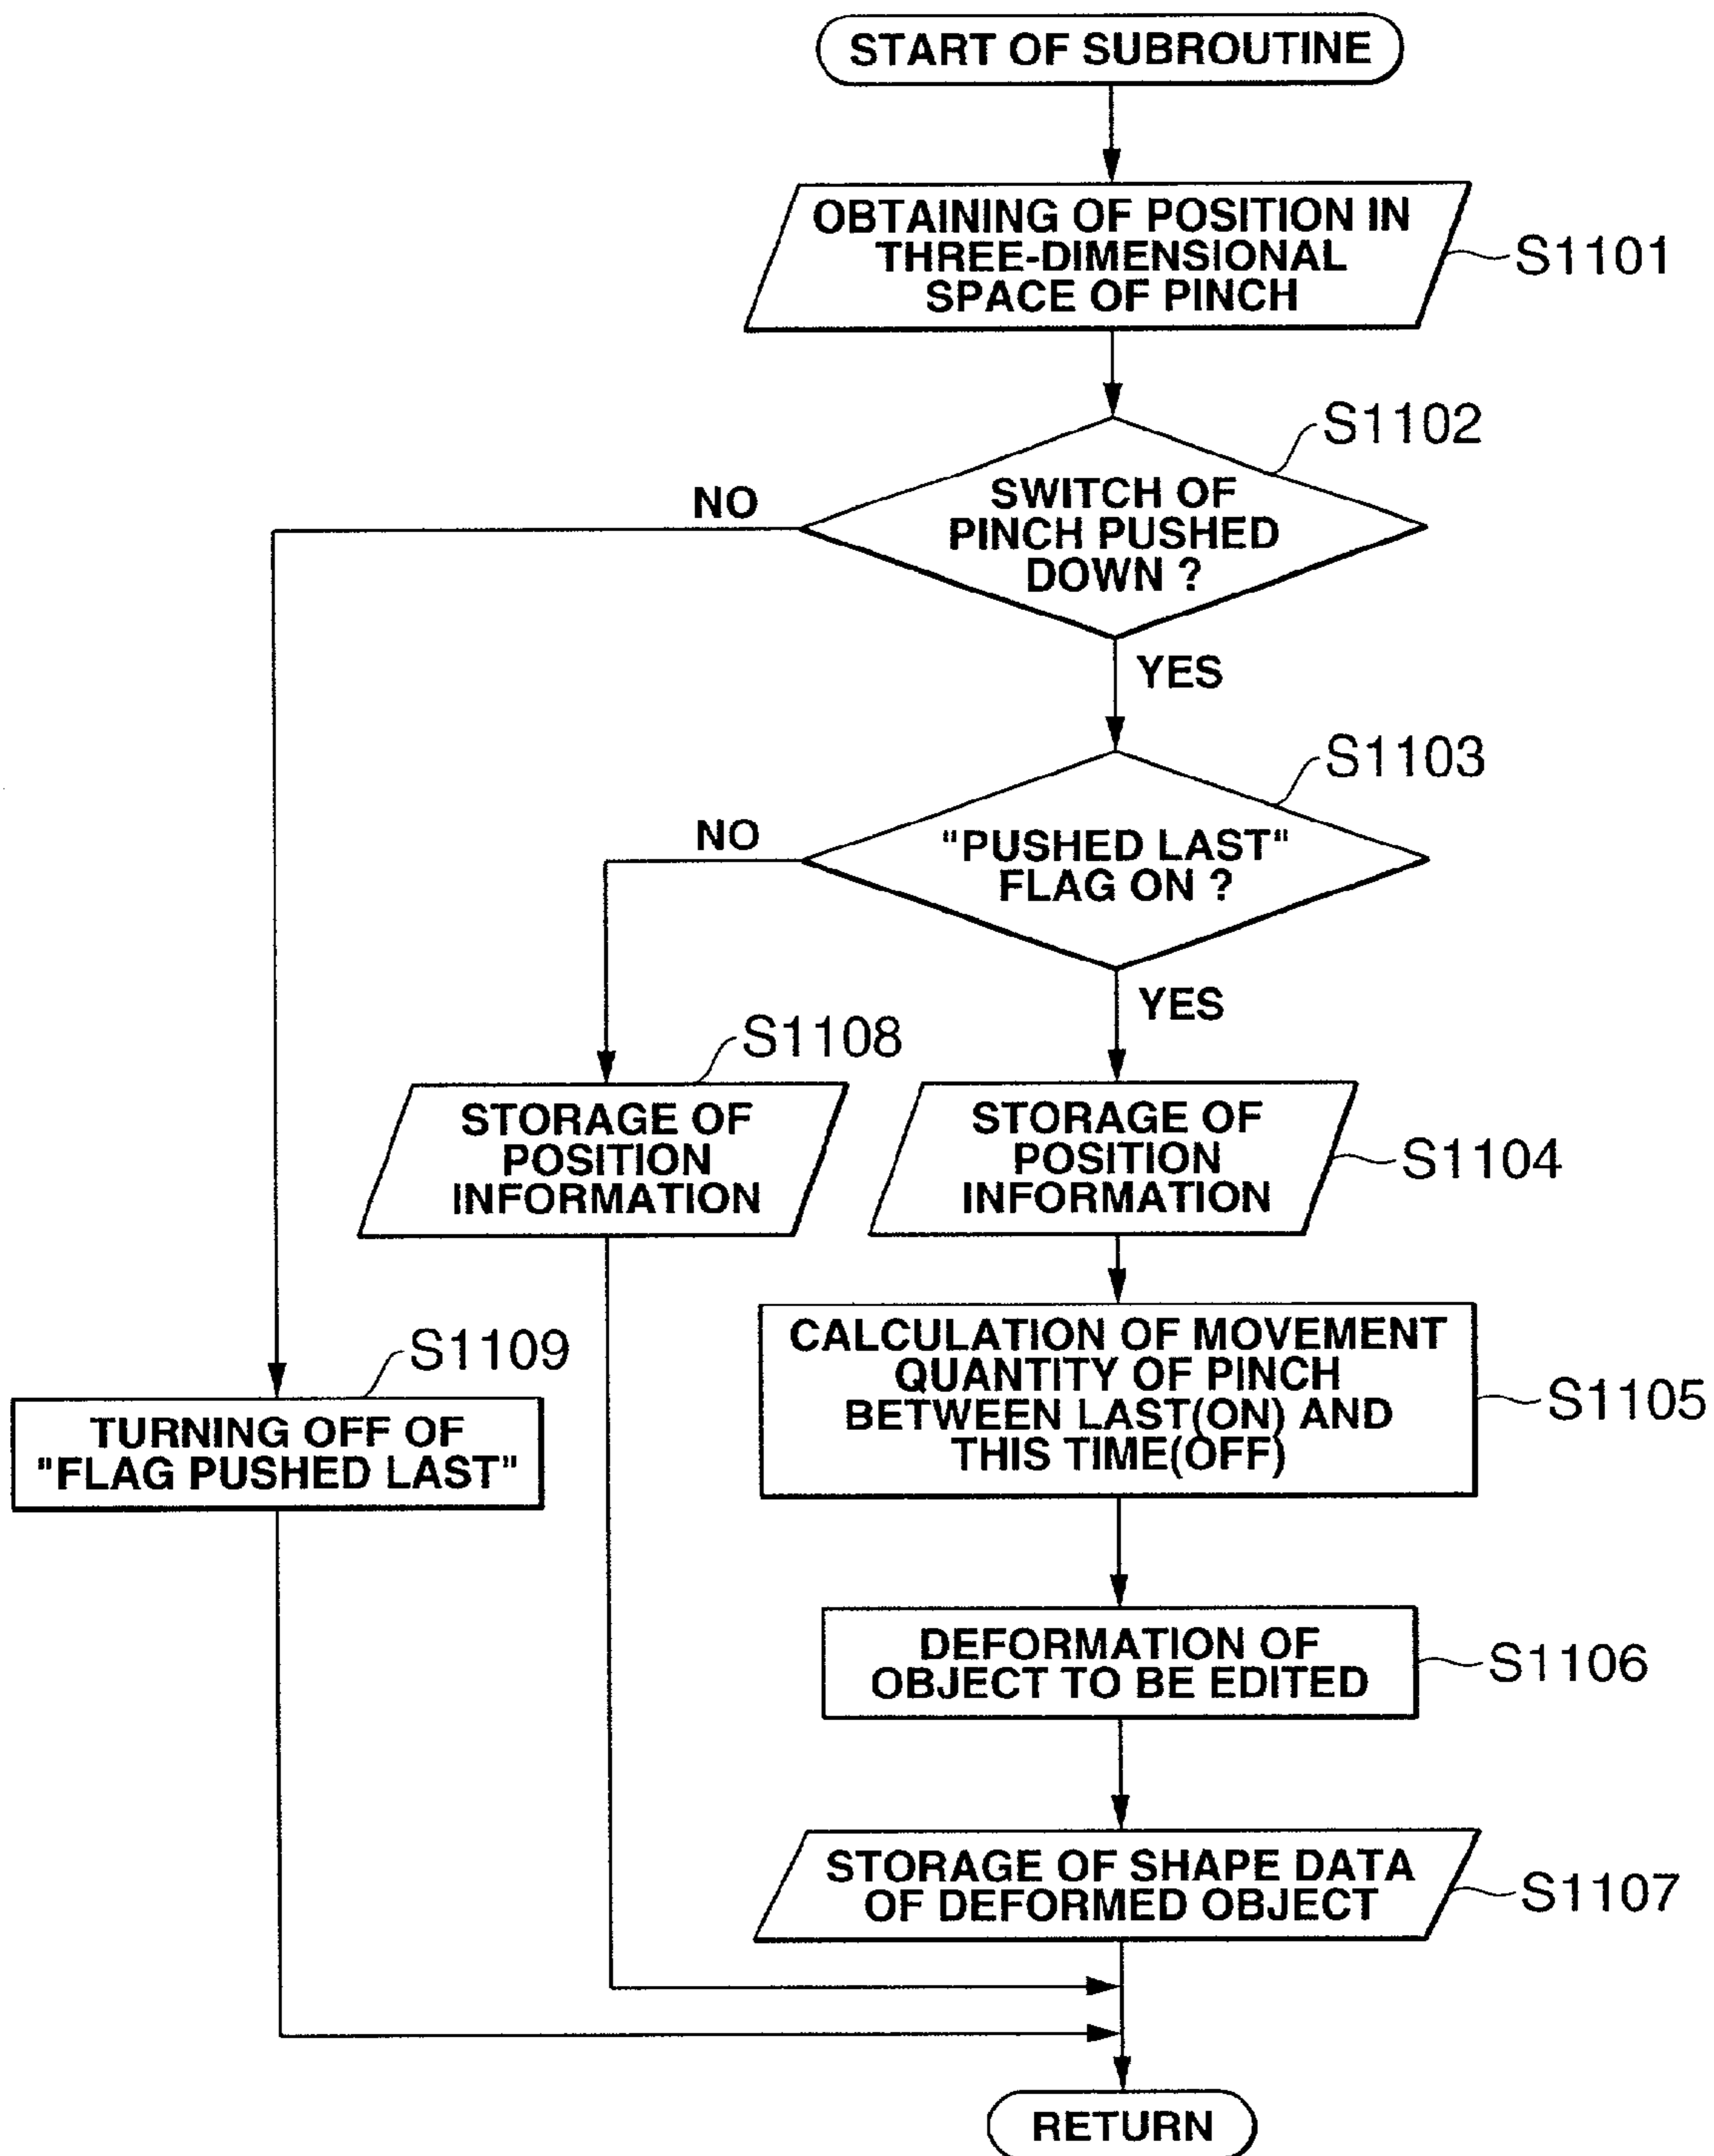 START OF SUBROUTINE
OBTAINING OF POSITION IN
THREE-DIMENSIONAL
SPACE OF PINCH
S1101
S1102
SWITCH OF
PINCH PUSHED
DOWN ?
NO
YES
S1103
"PUSHED LAST"
FLAG ON ?
NO
YES
S1108
STORAGE OF
POSITION
INFORMATION
STORAGE OF
POSITION
INFORMATION
S1104
CALCULATION OF MOVEMENT
QUANTITY OF PINCH
BETWEEN LAST(ON) AND
THIS TIME(OFF)
S1105
S1109
TURNING OFF OF
"FLAG PUSHED LAST"
DEFORMATION OF
OBJECT TO BE EDITED
S1106
STORAGE OF SHAPE DATA
OF DEFORMED OBJECT
S1107
RETURN